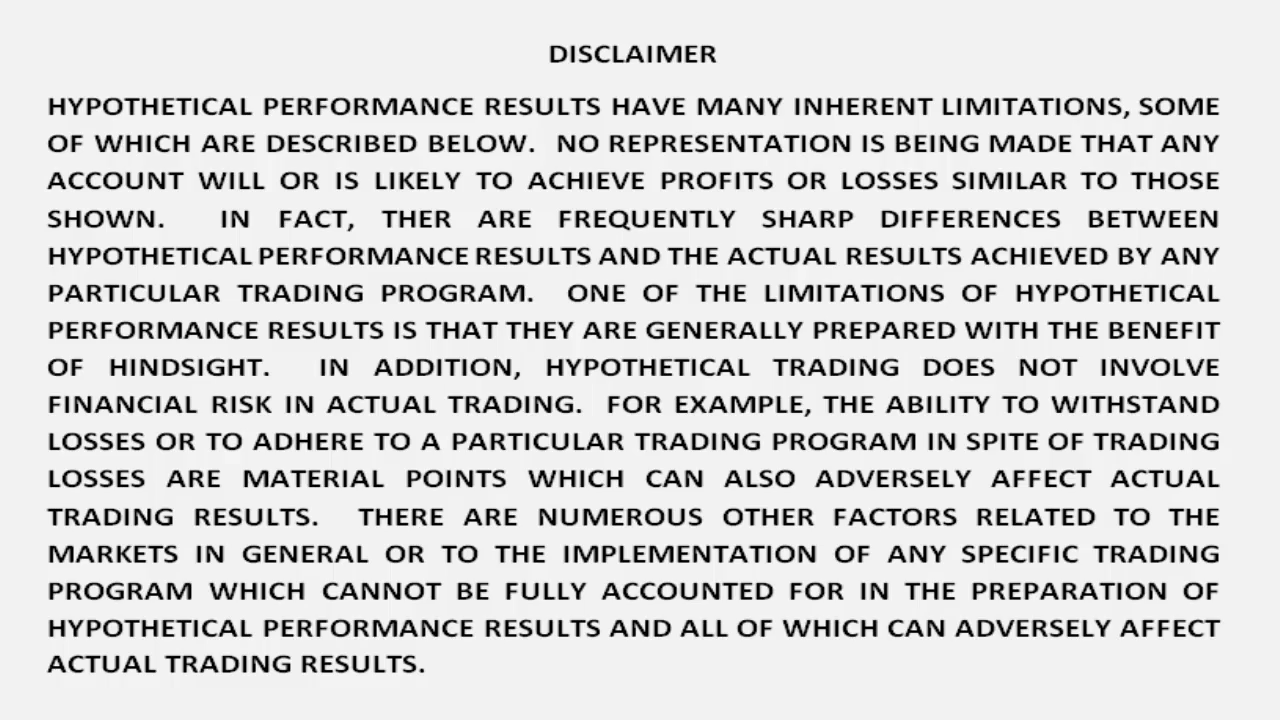 DISCLAIMER
HYPOTHETICAL PERFORMANCE RESULTS HAVE MANY INHERENT LIMITATIONS, SOME
OF WHICH ARE DESCRIBED BELOW.  NO REPRESENTATION IS BEING MADE THAT ANY
ACCOUNT WILL OR IS LIKELY TO ACHIEVE PROFITS OR LOSSES SIMILAR TO THOSE
SHOWN.  IN FACT, THER ARE FREQUENTLY SHARP DIFFERENCES BETWEEN
HYPOTHETICAL PERFORMANCE RESULTS AND THE ACTUAL RESULTS ACHIEVED BY ANY
PARTICULAR TRADING PROGRAM.  ONE OF THE LIMITATIONS OF HYPOTHETICAL
PERFORMANCE RESULTS IS THAT THEY ARE GENERALLY PREPARED WITH THE BENEFIT
OF HINDSIGHT.  IN ADDITION, HYPOTHETICAL TRADING DOES NOT INVOLVE
FINANCIAL RISK IN ACTUAL TRADING.  FOR EXAMPLE, THE ABILITY TO WITHSTAND
LOSSES OR TO ADHERE TO A PARTICULAR TRADING PROGRAM IN SPITE OF TRADING
LOSSES ARE MATERIAL POINTS WHICH CAN ALSO ADVERSELY AFFECT ACTUAL
TRADING RESULTS.  THERE ARE NUMEROUS OTHER FACTORS RELATED TO THE
MARKETS IN GENERAL OR TO THE IMPLEMENTATION OF ANY SPECIFIC TRADING
PROGRAM WHICH CANNOT BE FULLY ACCOUNTED FOR IN THE PREPARATION OF
HYPOTHETICAL PERFORMANCE RESULTS AND ALL OF WHICH CAN ADVERSELY AFFECT
ACTUAL TRADING RESULTS.